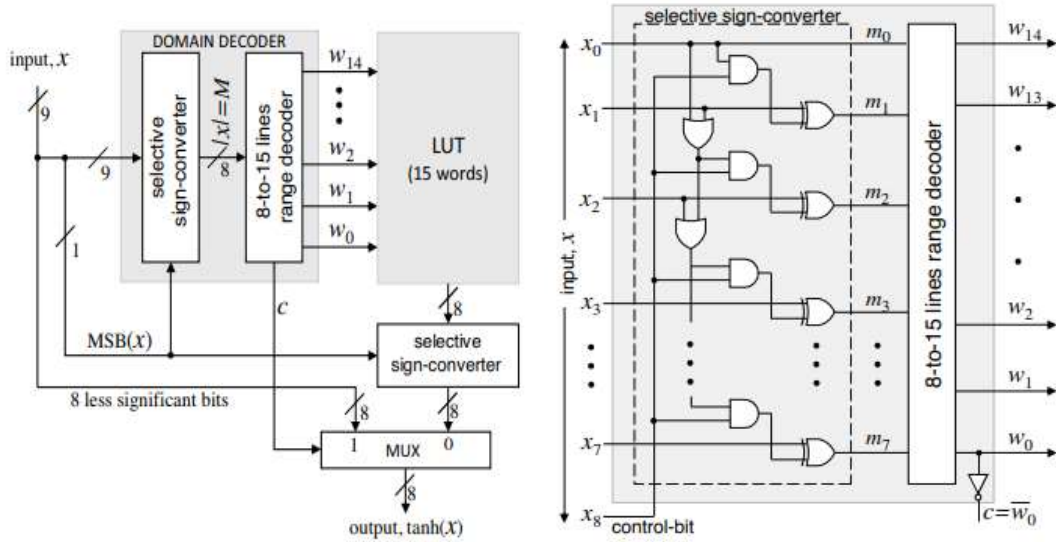 DOMAIN DECODER
input, x
9
9
selective
sign-converter
|x|=M
8
8-to-15 lines
range decoder
w14
w2
w1
w0
LUT
(15 words)
1
c
8
MSB(x)
selective
sign-converter
8 less significant bits
8
8
1
MUX
0
8
output, tanh(x)
selective sign-converter
input, x
x0
x1
x2
x3
x7
x8
control-bit
m0
m1
m2
m3
m7
8-to-15 lines range decoder
w14
w13
w2
w1
w0
c=w̅0